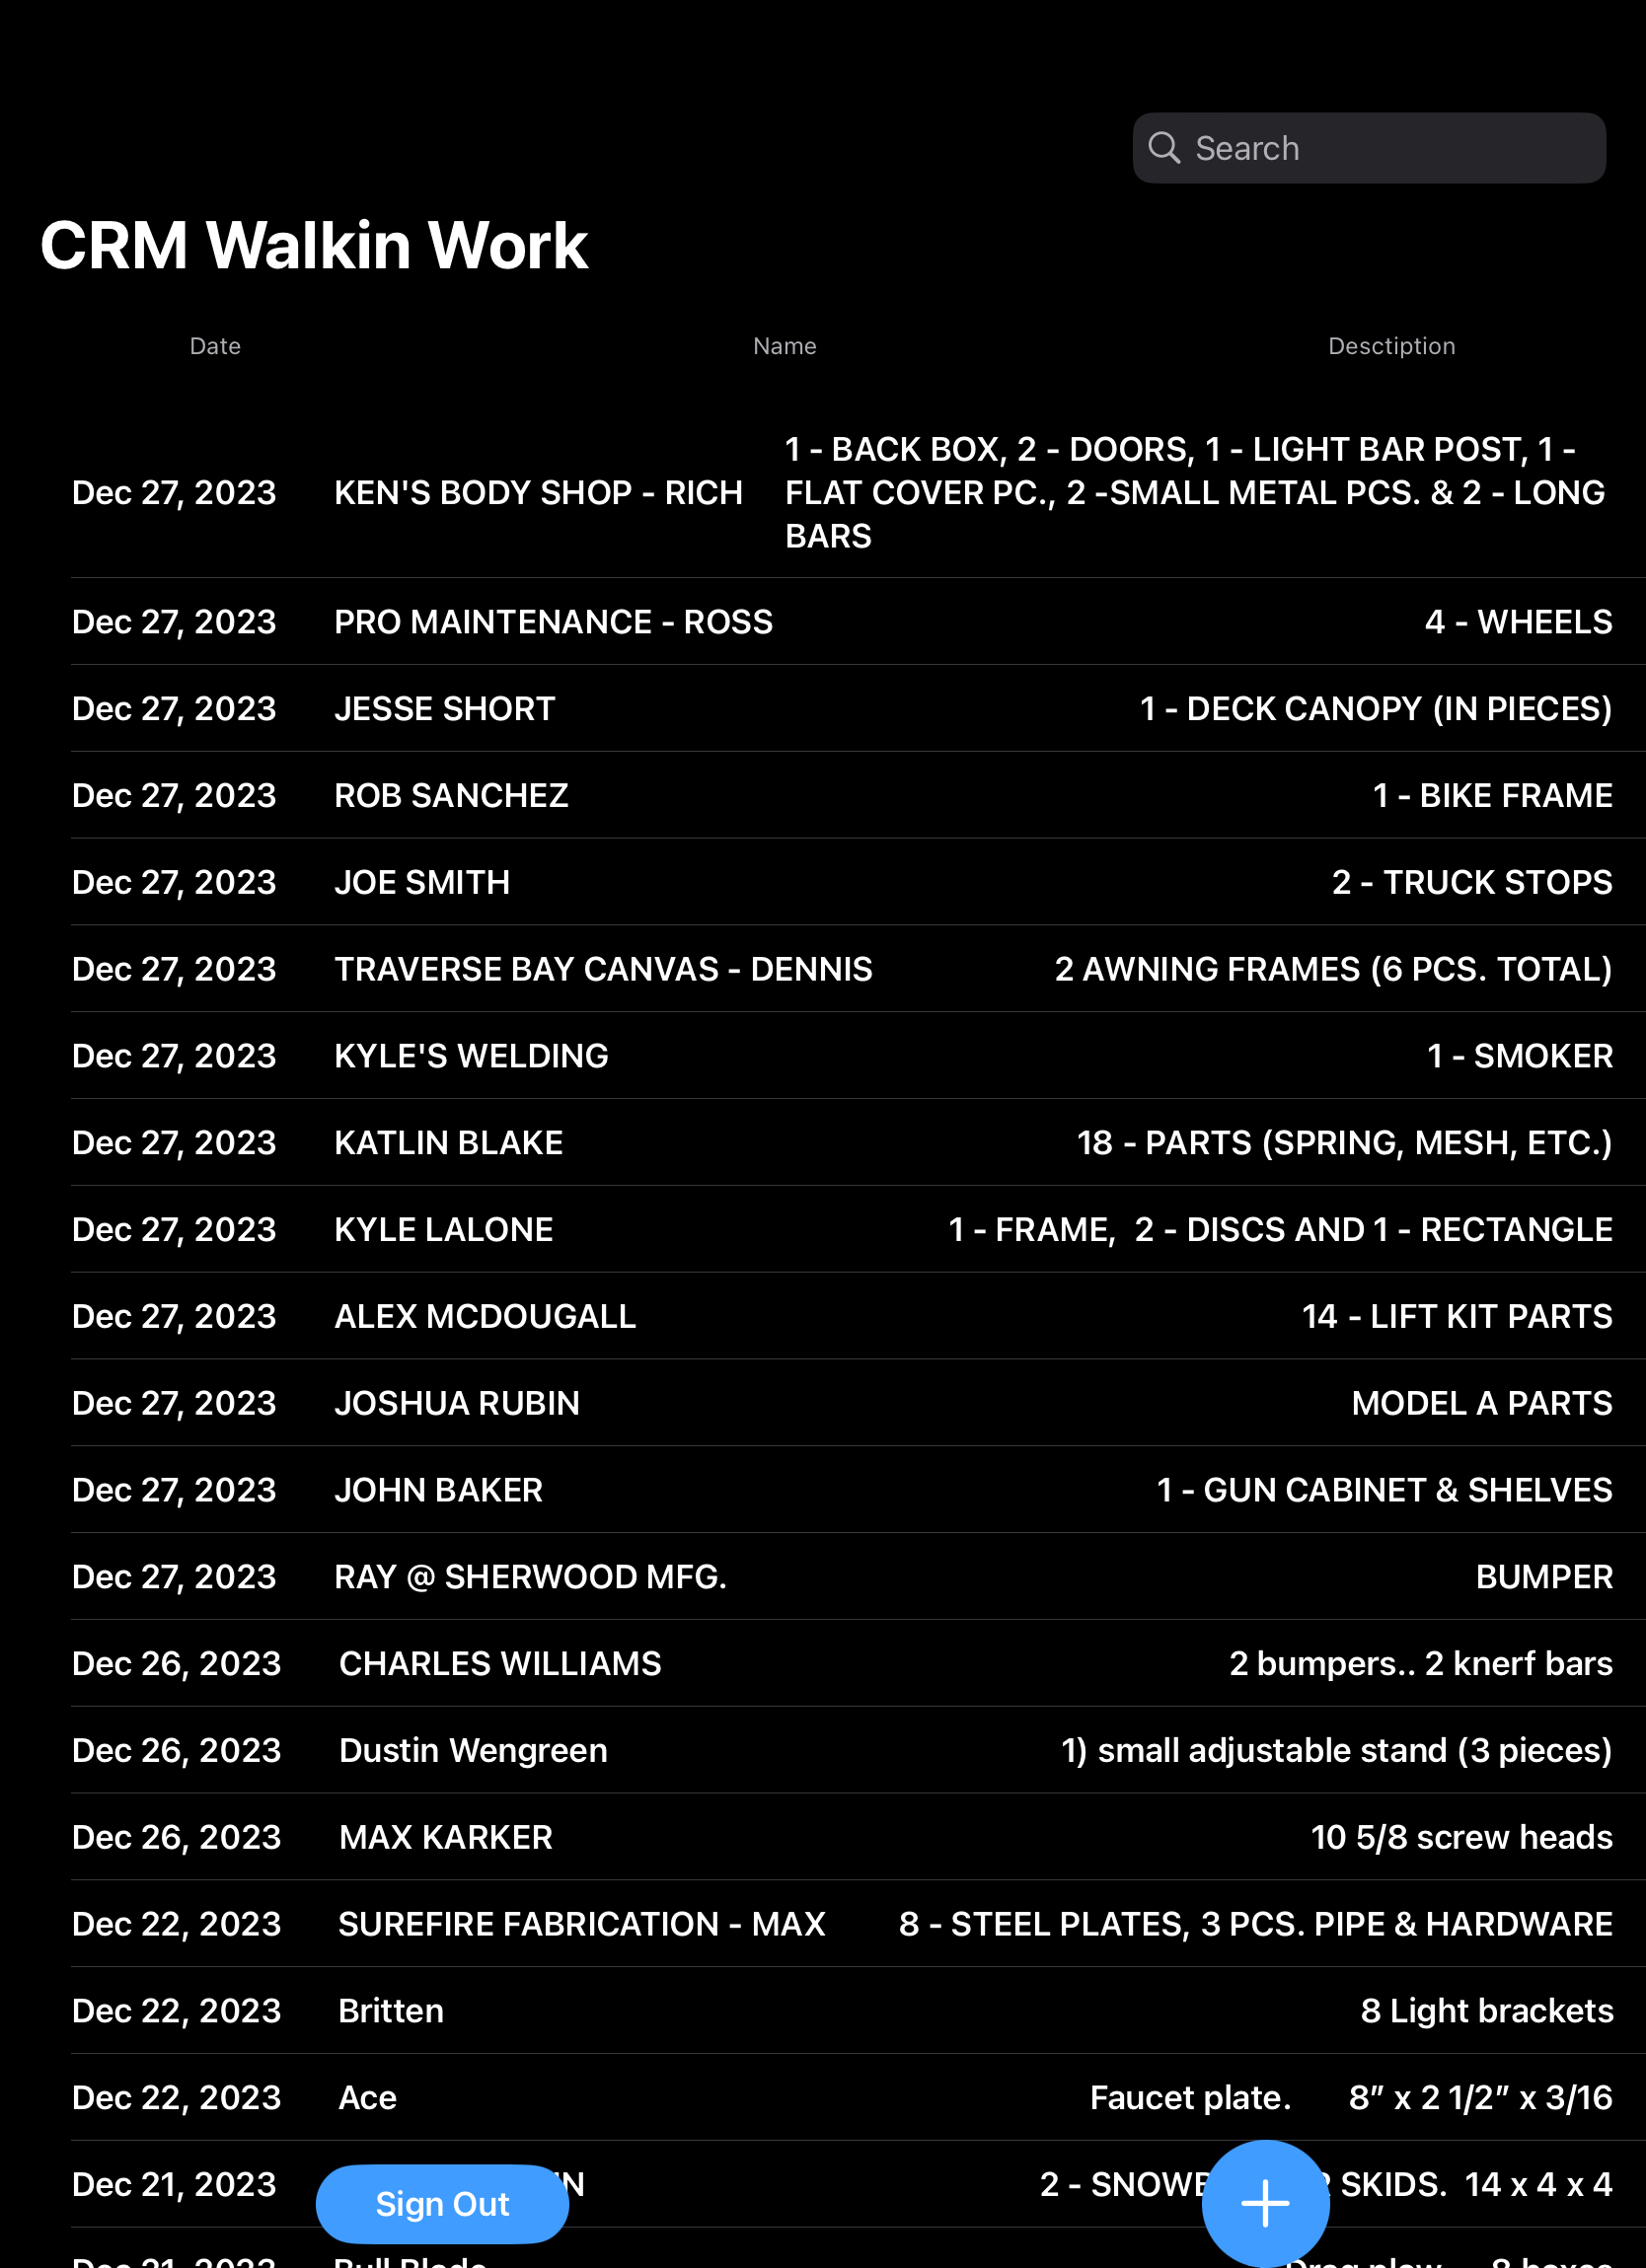 Search
CRM Walkin Work
Date Name Desctiption
1 - BACK BOX, 2 - DOORS, 1 - LIGHT BAR POST, 1 -
Dec 27, 2023 KEN'S BODY SHOP - RICH FLAT COVER PC., 2 -SMALL METAL PCS. & 2 - LONG
BARS
Dec 27, 2023 PRO MAINTENANCE - ROSS 4 - WHEELS
Dec 27, 2023 JESSE SHORT 1 - DECK CANOPY (IN PIECES)
Dec 27, 2023 ROB SANCHEZ 1 - BIKE FRAME
Dec 27, 2023 JOE SMITH 2 - TRUCK STOPS
Dec 27, 2023 TRAVERSE BAY CANVAS - DENNIS 2 AWNING FRAMES (6 PCS. TOTAL)
Dec 27, 2023 KYLE'S WELDING 1 - SMOKER
Dec 27, 2023 KATLIN BLAKE 18 - PARTS (SPRING, MESH, ETC.)
Dec 27, 2023 KYLE LALONE 1 - FRAME,  2 - DISCS AND 1 - RECTANGLE
Dec 27, 2023 ALEX MCDOUGALL 14 - LIFT KIT PARTS
Dec 27, 2023 JOSHUA RUBIN MODEL A PARTS
Dec 27, 2023 JOHN BAKER 1 - GUN CABINET & SHELVES
Dec 27, 2023 RAY @ SHERWOOD MFG. BUMPER
Dec 26, 2023 CHARLES WILLIAMS 2 bumpers.. 2 knerf bars
Dec 26, 2023 Dustin Wengreen 1) small adjustable stand (3 pieces)
Dec 26, 2023 MAX KARKER 10 5/8 screw heads
Dec 22, 2023 SUREFIRE FABRICATION - MAX 8 - STEEL PLATES, 3 PCS. PIPE & HARDWARE
Dec 22, 2023 Britten 8 Light brackets
Dec 22, 2023 Ace Faucet plate.    8” x 2 1/2” x 3/16
Dec 21, 2023 2 - SKIDS.  14 x 4 x 4
Sign Out
Dec 21, 2023 Bull Blade Drag plow 8 boxes